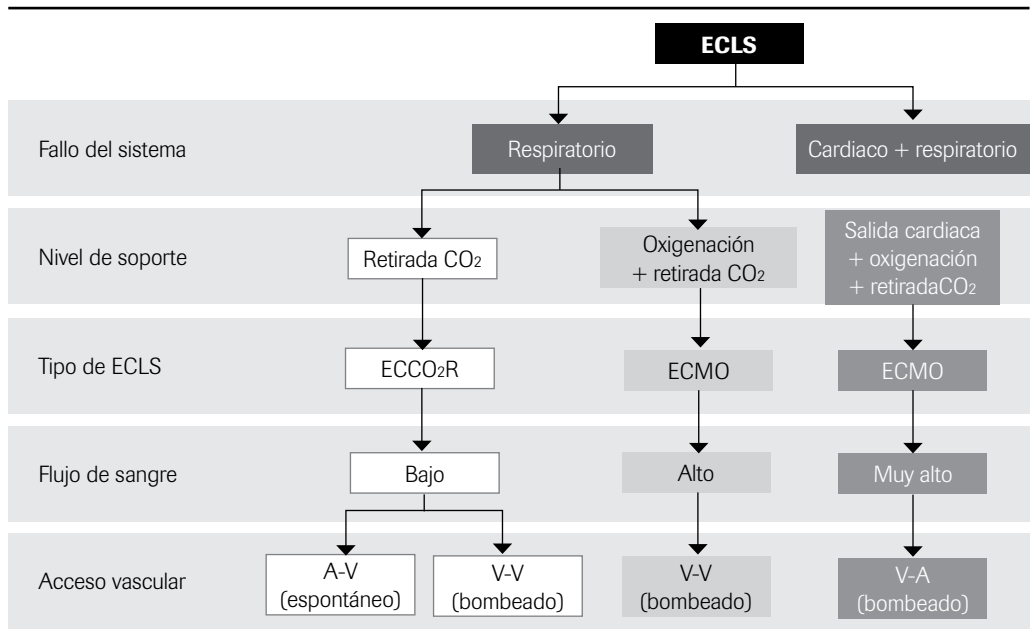 ECLS
Fallo del sistema
Respiratorio
Cardiaco + respiratorio
Nivel de soporte
Retirada CO2
Oxigenación
+ retirada CO2
Salida cardiaca
+ oxigenación
+ retiradaCO2
Tipo de ECLS
ECCO2R
ECMO
ECMO
Flujo de sangre
Bajo
Alto
Muy alto
Acceso vascular
A-V
(espontáneo)
V-V
(bombeado)
V-V
(bombeado)
V-A
(bombeado)